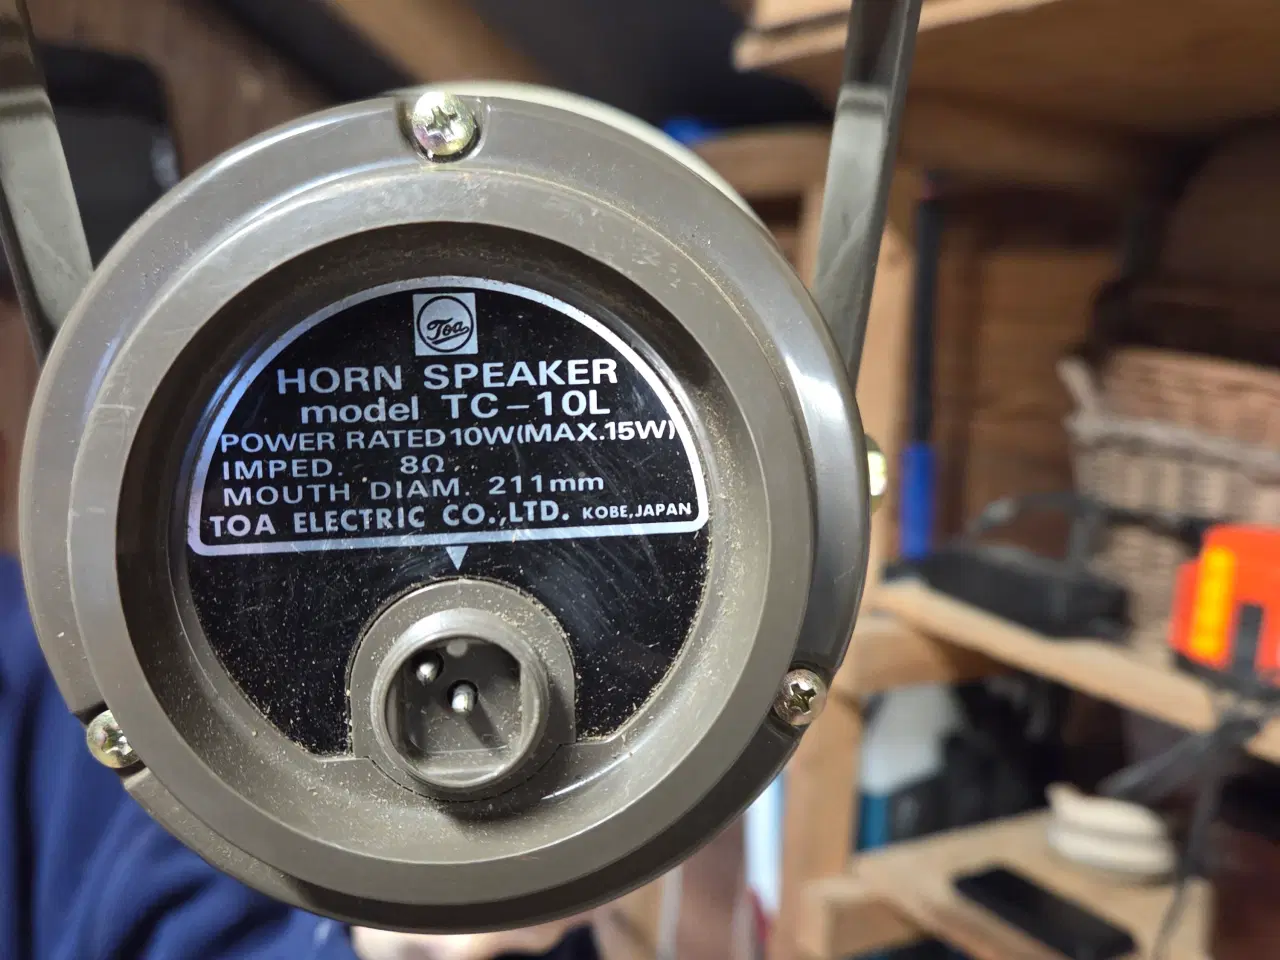 Toa
HORN SPEAKER
model TC-10L
POWER RATED 10W(MAX.15W)
IMPED. 8Ω
MOUTH DIAM. 211mm
TOA ELECTRIC CO.,LTD. KOBE,JAPAN